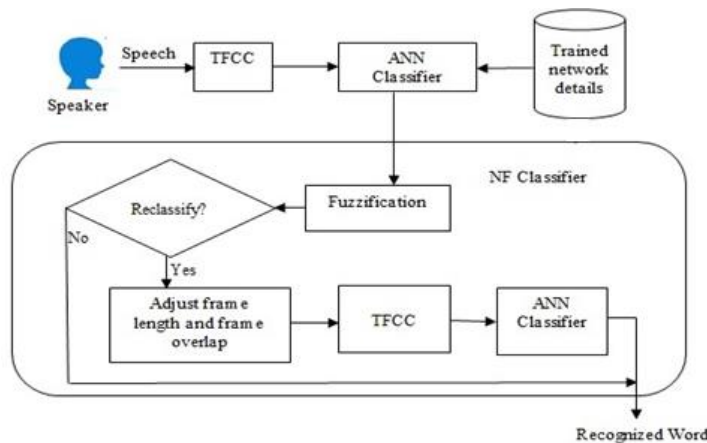 Speech
Speaker
TFCC
ANN
Classifier
Trained
network
details
NF Classifier
Fuzzification
Reclassify?
No
Yes
Adjust frame
length and frame
overlap
TFCC
ANN
Classifier
Recognized Word